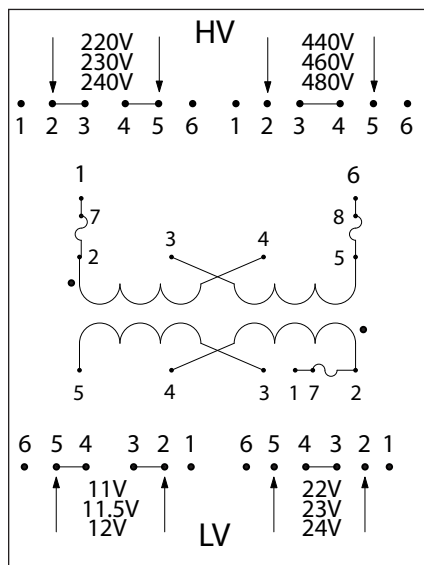 HV
220V 440V
230V 460V
240V 480V
1 2 3 4 5 6 1 2 3 4 5 6
1 6
7 8
2 3 4 5
5 4 3 1 7 2
6 5 4 3 2 1 6 5 4 3 2 1
11V 22V
11.5V 23V
12V 24V
LV